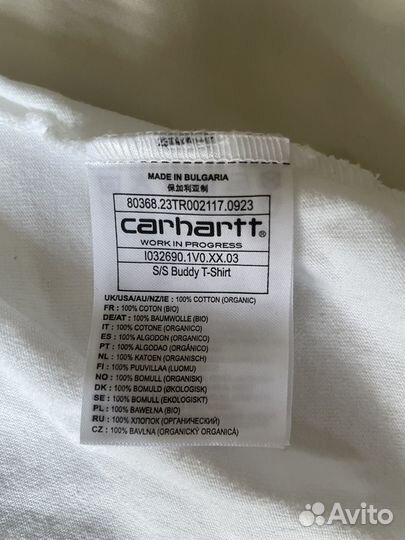 MADE IN BULGARIA
保加利亚制
80368.23TR002117.0923
carhartt®
WORK IN PROGRESS
I032690.1V0.XX.03
S/S Buddy T-Shirt
UK/USA/AU/NZ/IE : 100% COTTON (ORGANIC)
FR : 100% COTON (BIO)
DE/AT : 100% BAUMWOLLE (BIO)
IT : 100% COTONE (ORGANICO)
ES : 100% ALGODON (ORGANICO)
PT : 100% ALGODAO (ORGÂNICO)
NL : 100% KATOEN (ORGANISCH)
FI : 100% PUUVILLAA (LUOMU)
NO : 100% BOMULL (ORGANISK)
DK : 100% BOMULD (ØKOLOGISK)
SE : 100% BOMULL (EKOLOGISKT)
PL : 100% BAWEŁNA (BIO)
RU : 100% ХЛОПОК (ОРГАНИЧЕСКИЙ)
CZ : 100% BAVLNA (ORGANICKÝ ORGANICÁ)
Avito